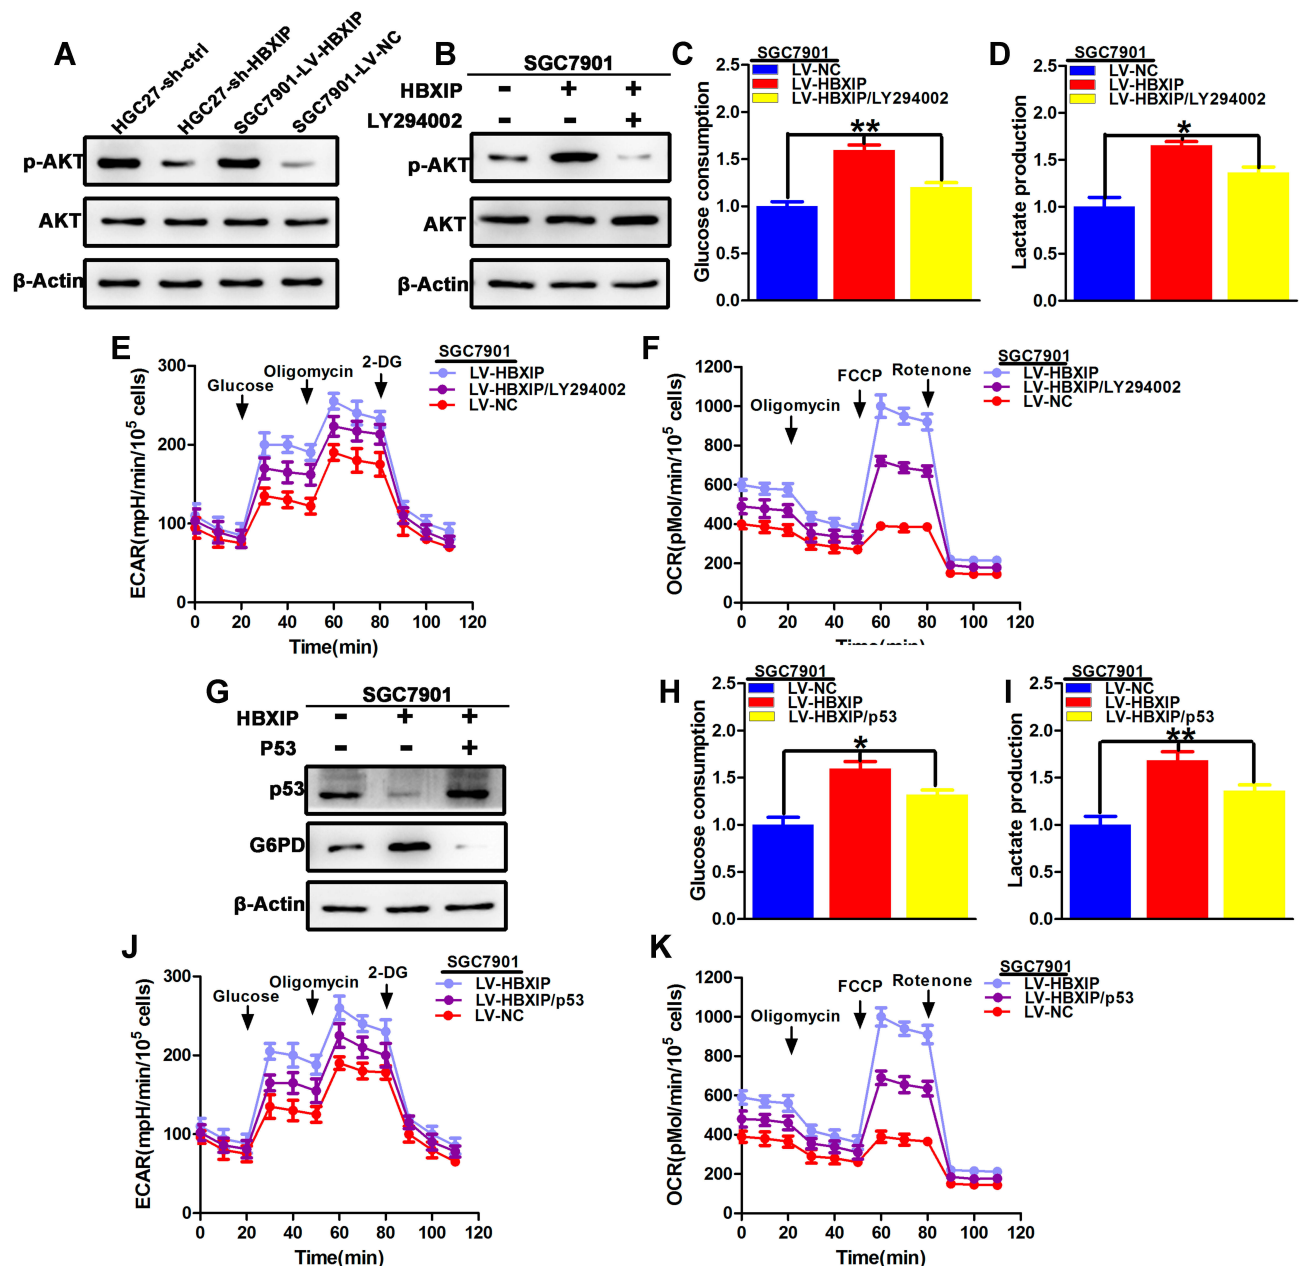 A
HGC27-sh-ctrl
HGC27-sh-HBXIP
SGC7901-LV-HBXIP
SGC7901-LV-NC
p-AKT
AKT
β-Actin
B
SGC7901
HBXIP - + +
LY294002 - - +
p-AKT
AKT
β-Actin
C
SGC7901
LV-NC
LV-HBXIP
LV-HBXIP/LY294002
Glucose consumption
2.5
2.0
1.5
1.0
0.5
0.0
**
D
SGC7901
LV-NC
LV-HBXIP
LV-HBXIP/LY294002
Lactate production
2.5
2.0
1.5
1.0
0.5
0.0
*
E
SGC7901
LV-HBXIP
LV-HBXIP/LY294002
LV-NC
Glucose
Oligomycin
2-DG
ECAR(mpH/min/10⁵ cells)
300
200
100
0
0 20 40 60 80 100 120
Time(min)
F
SGC7901
LV-HBXIP
LV-HBXIP/LY294002
LV-NC
Oligomycin
FCCP
Rotenone
OCR(pMol/min/10⁵ cells)
1200
1000
800
600
400
200
0
0 20 40 60 80 100 120
Time(min)
G
SGC7901
HBXIP - + +
P53 - - +
p53
G6PD
β-Actin
H
SGC7901
LV-NC
LV-HBXIP
LV-HBXIP/p53
Glucose consumption
2.5
2.0
1.5
1.0
0.5
0.0
*
I
SGC7901
LV-NC
LV-HBXIP
LV-HBXIP/p53
Lactate production
2.5
2.0
1.5
1.0
0.5
0.0
**
J
SGC7901
LV-HBXIP
LV-HBXIP/p53
LV-NC
Glucose
Oligomycin
2-DG
ECAR(mpH/min/10⁵ cells)
300
200
100
0
0 20 40 60 80 100 120
Time(min)
K
SGC7901
LV-HBXIP
LV-HBXIP/p53
LV-NC
Oligomycin
FCCP
Rotenone
OCR(pMol/min/10⁵ cells)
1200
1000
800
600
400
200
0
0 20 40 60 80 100 120
Time(min)